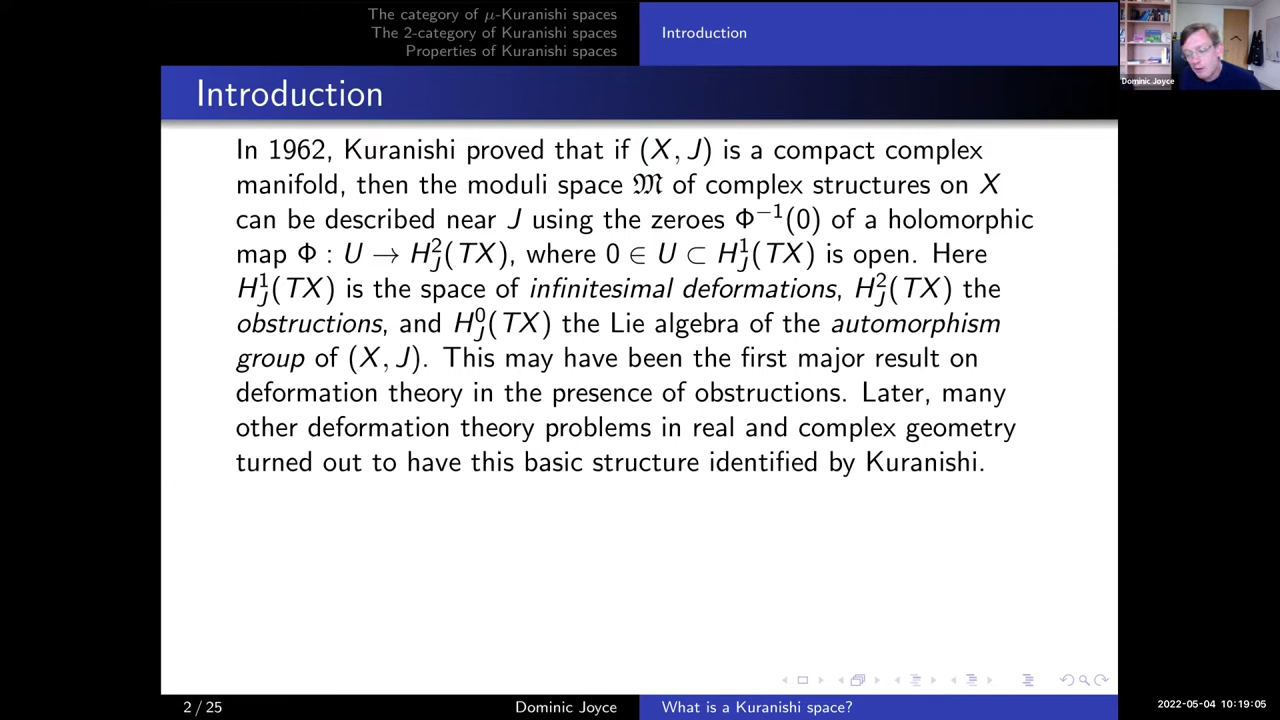 The category of μ-Kuranishi spaces
The 2-category of Kuranishi spaces
Properties of Kuranishi spaces
Introduction
Dominic Joyce
Introduction
In 1962, Kuranishi proved that if (X, J) is a compact complex
manifold, then the moduli space 𝔐 of complex structures on X
can be described near J using the zeroes Φ⁻¹(0) of a holomorphic
map Φ : U → H²_J(TX), where 0 ∈ U ⊂ H¹_J(TX) is open. Here
H¹_J(TX) is the space of infinitesimal deformations, H²_J(TX) the
obstructions, and H⁰_J(TX) the Lie algebra of the automorphism
group of (X, J). This may have been the first major result on
deformation theory in the presence of obstructions. Later, many
other deformation theory problems in real and complex geometry
turned out to have this basic structure identified by Kuranishi.
2 / 25
Dominic Joyce
What is a Kuranishi space?
2022-05-04 10:19:05